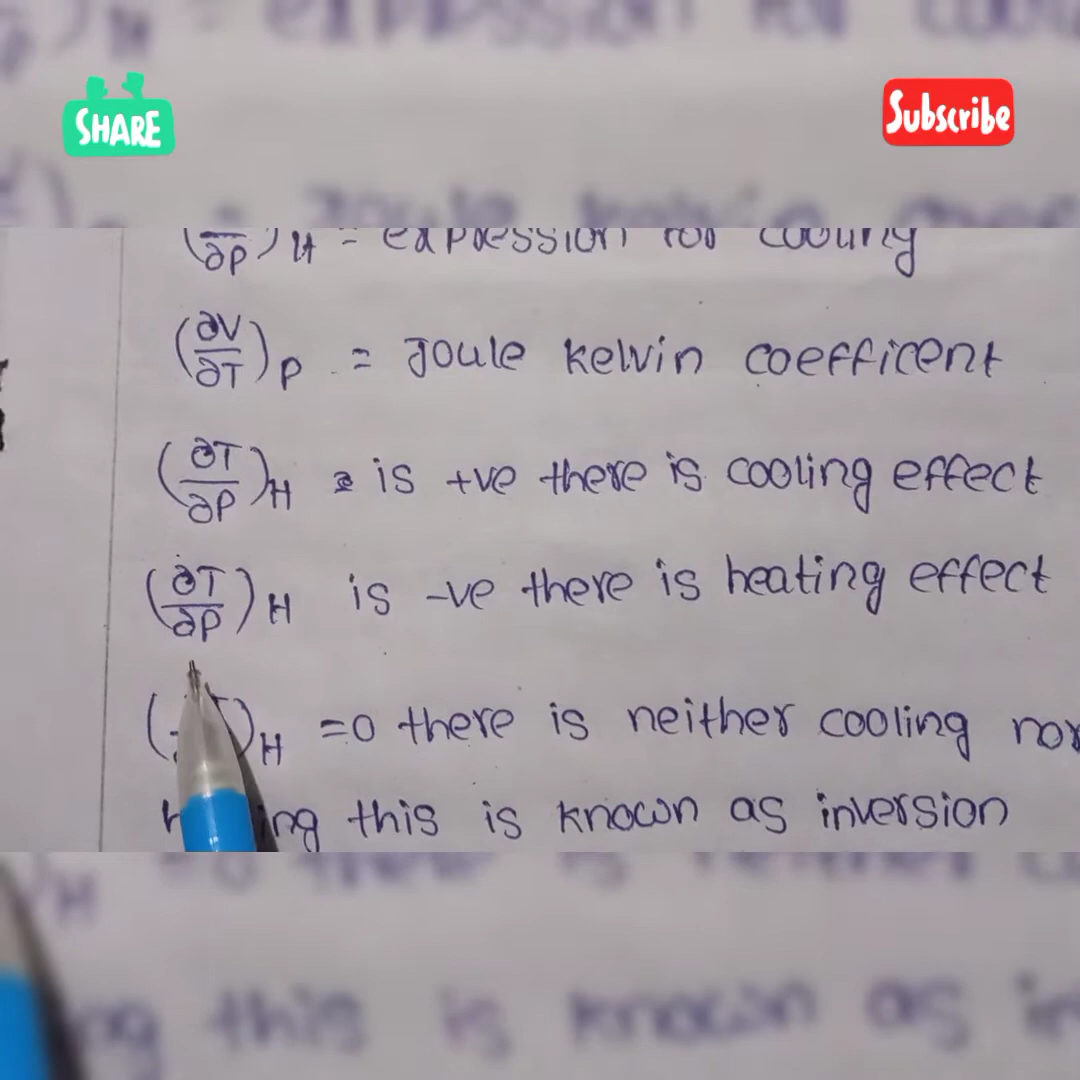 SHARE
Subscribe
(∂P)H = expression for cooling
(∂V/∂T)P = Joule kelvin coefficent
(∂T/∂P)H is +ve there is cooling effect
(∂T/∂P)H is -ve there is heating effect
( )H =0 there is neither cooling nor
this is known as inversion